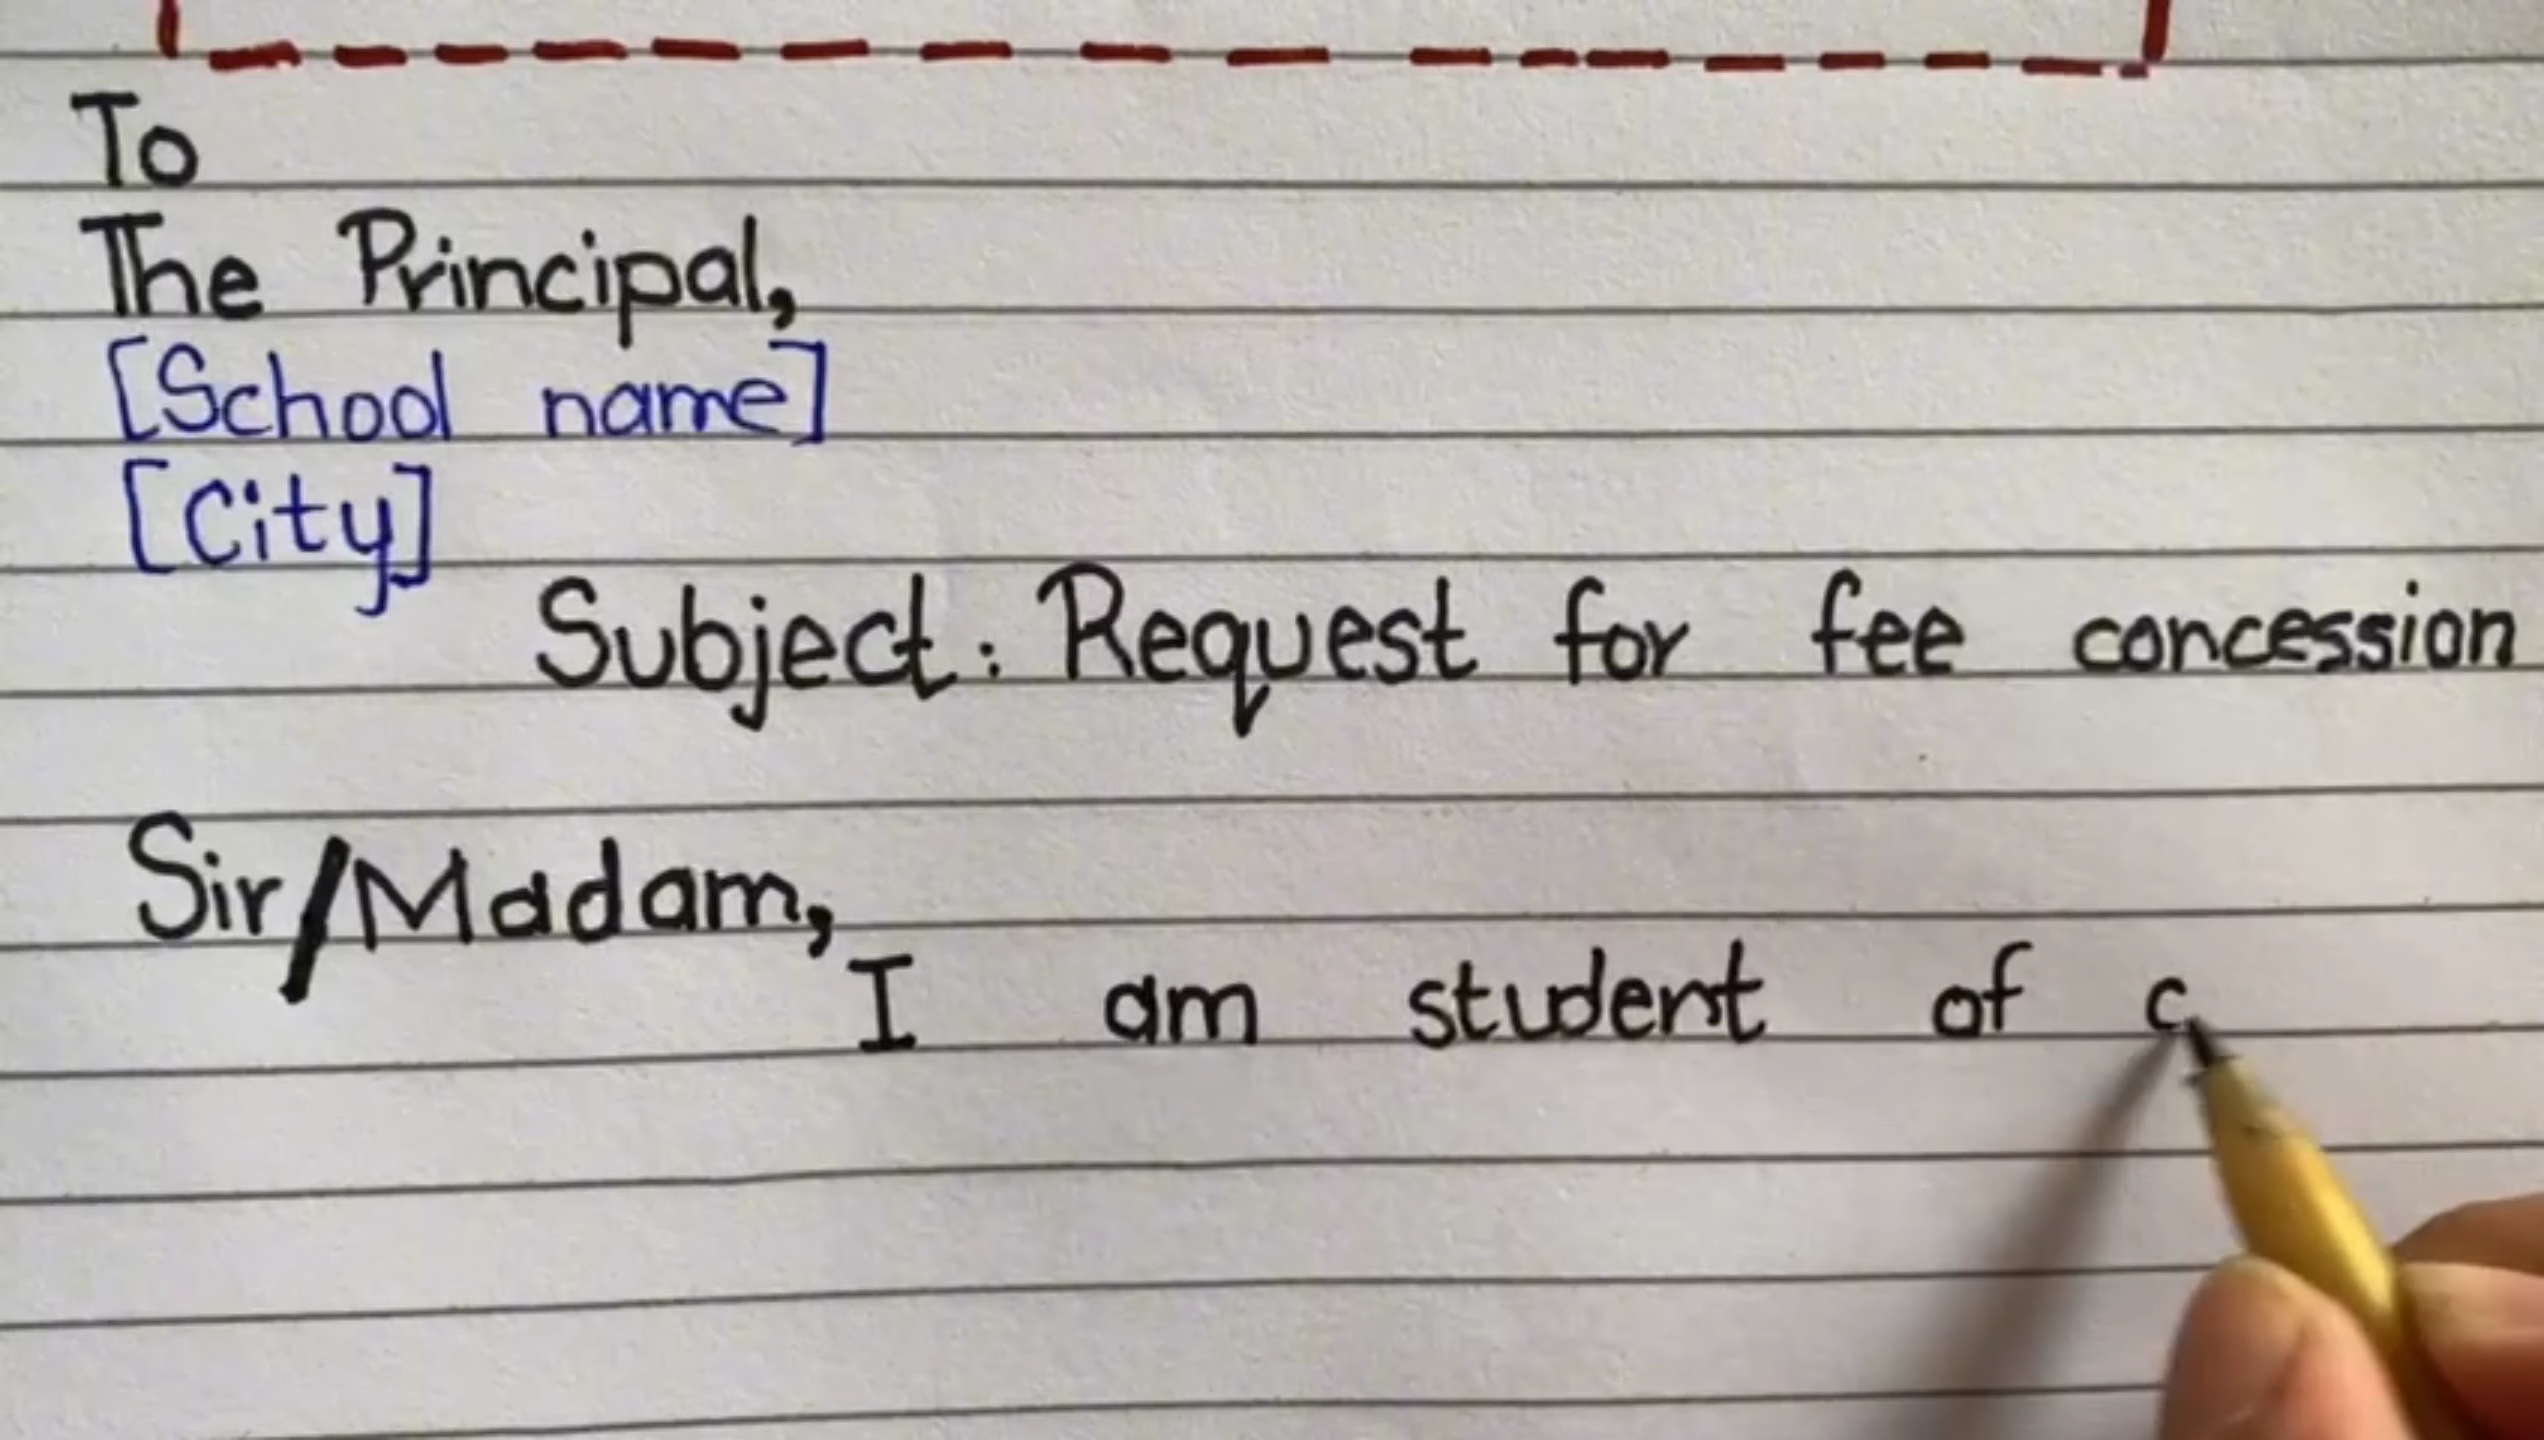 To
The Principal,
[School name]
[City]
Subject: Request for fee concession
Sir/Madam,
I am student of c